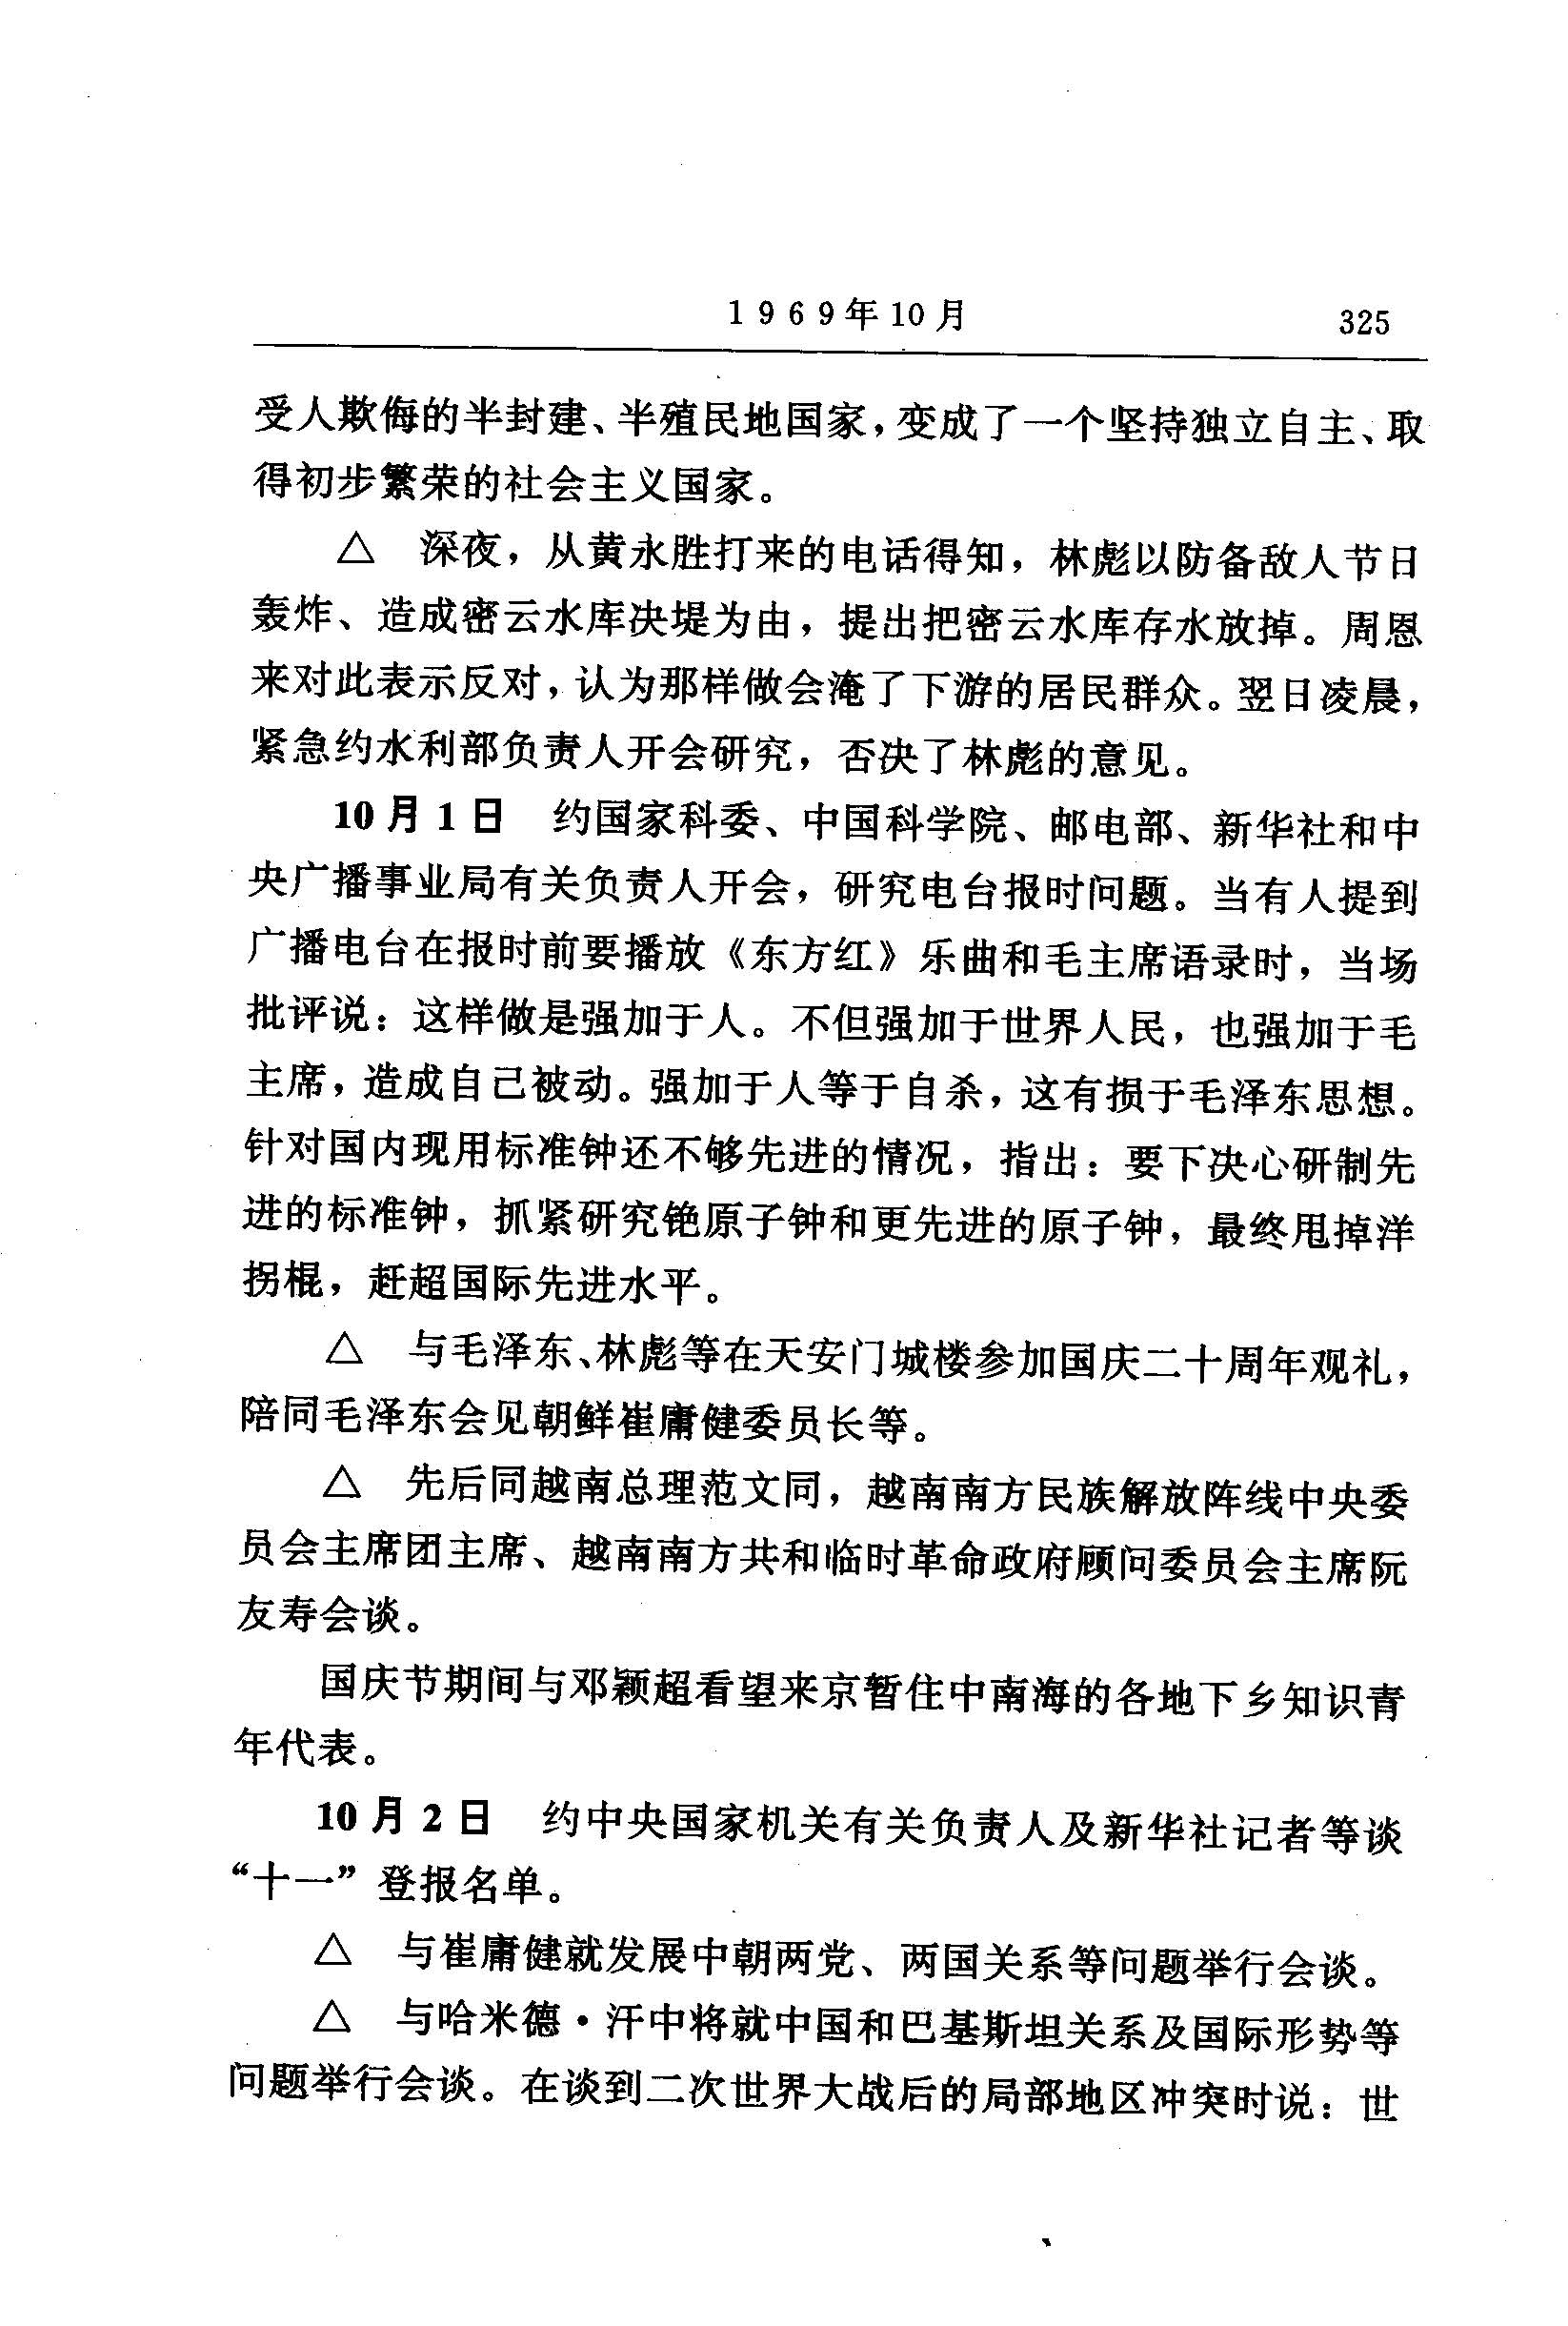 1969年10月
325
受人欺侮的半封建、半殖民地国家，变成了一个坚持独立自主、取
得初步繁荣的社会主义国家。
△ 深夜，从黄永胜打来的电话得知，林彪以防备敌人节日
轰炸、造成密云水库决堤为由，提出把密云水库存水放掉。周恩
来对此表示反对，认为那样做会淹了下游的居民群众。翌日凌晨，
紧急约水利部负责人开会研究，否决了林彪的意见。
10月1日 约国家科委、中国科学院、邮电部、新华社和中
央广播事业局有关负责人开会，研究电台报时问题。当有人提到
广播电台在报时前要播放《东方红》乐曲和毛主席语录时，当场
批评说：这样做是强加于人。不但强加于世界人民，也强加于毛
主席，造成自己被动。强加于人等于自杀，这有损于毛泽东思想。
针对国内现用标准钟还不够先进的情况，指出：要下决心研制先
进的标准钟，抓紧研究铯原子钟和更先进的原子钟，最终甩掉洋
拐棍，赶超国际先进水平。
△ 与毛泽东、林彪等在天安门城楼参加国庆二十周年观礼，
陪同毛泽东会见朝鲜崔庸健委员长等。
△ 先后同越南总理范文同，越南南方民族解放阵线中央委
员会主席团主席、越南南方共和临时革命政府顾问委员会主席阮
友寿会谈。
国庆节期间与邓颖超看望来京暂住中南海的各地下乡知识青
年代表。
10月2日 约中央国家机关有关负责人及新华社记者等谈
“十一”登报名单。
△ 与崔庸健就发展中朝两党、两国关系等问题举行会谈。
△ 与哈米德·汗中将就中国和巴基斯坦关系及国际形势等
问题举行会谈。在谈到二次世界大战后的局部地区冲突时说：世